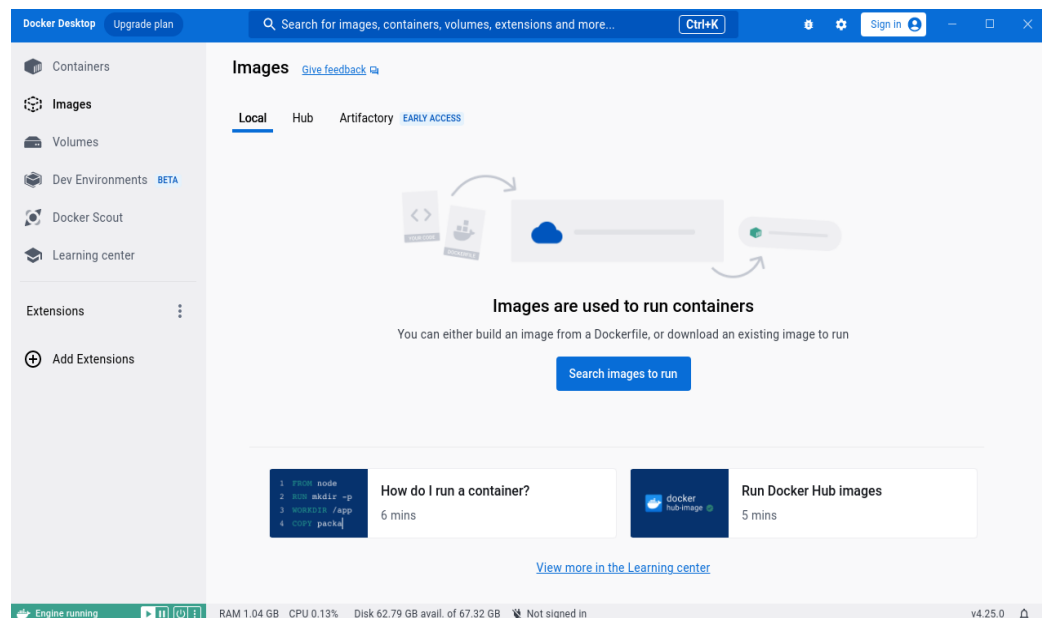 Docker Desktop Upgrade plan Search for images, containers, volumes, extensions and more... Ctrl+K Sign in
Containers
Images
Volumes
Dev Environments BETA
Docker Scout
Learning center
Extensions
Add Extensions
Images Give feedback
Local Hub Artifactory EARLY ACCESS
YOUR CODE
DOCKERFILE
Images are used to run containers
You can either build an image from a Dockerfile, or download an existing image to run
Search images to run
1 FROM node
2 RUN mkdir -p
3 WORKDIR /app
4 COPY packa
How do I run a container?
6 mins
docker
hub-image
Run Docker Hub images
5 mins
View more in the Learning center
Engine running RAM 1.04 GB CPU 0.13% Disk 62.79 GB avail. of 67.32 GB Not signed in v4.25.0